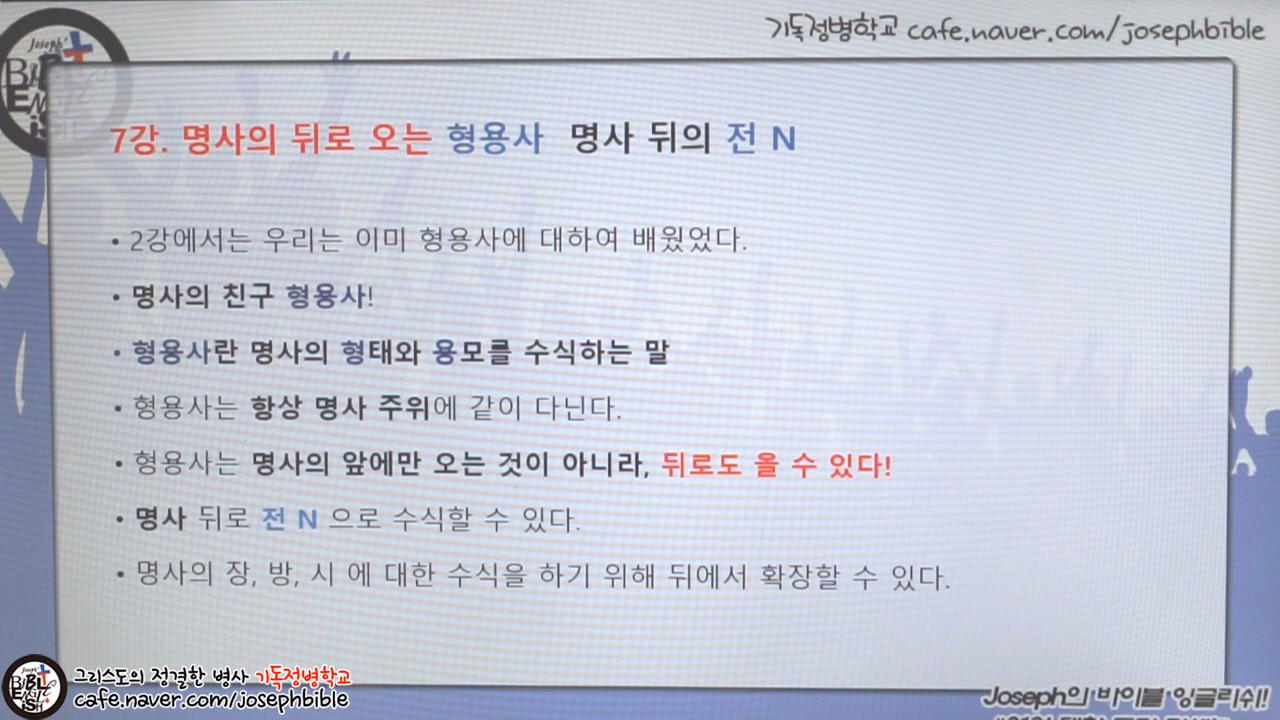 기독정병학교 cafe.naver.com/josephbible
Joseph's
BIBLE
ENGLISH
7강. 명사의 뒤로 오는 형용사 명사 뒤의 전 N
• 2강에서는 우리는 이미 형용사에 대하여 배웠었다.
• 명사의 친구 형용사!
• 형용사란 명사의 형태와 용모를 수식하는 말
• 형용사는 항상 명사 주위에 같이 다닌다.
• 형용사는 명사의 앞에만 오는 것이 아니라, 뒤로도 올 수 있다!
• 명사 뒤로 전 N 으로 수식할 수 있다.
• 명사의 장, 방, 시 에 대한 수식을 하기 위해 뒤에서 확장할 수 있다.
그리스도의 정결한 병사 기독정병학교
cafe.naver.com/josephbible
Joseph의 바이블 잉글리쉬!!